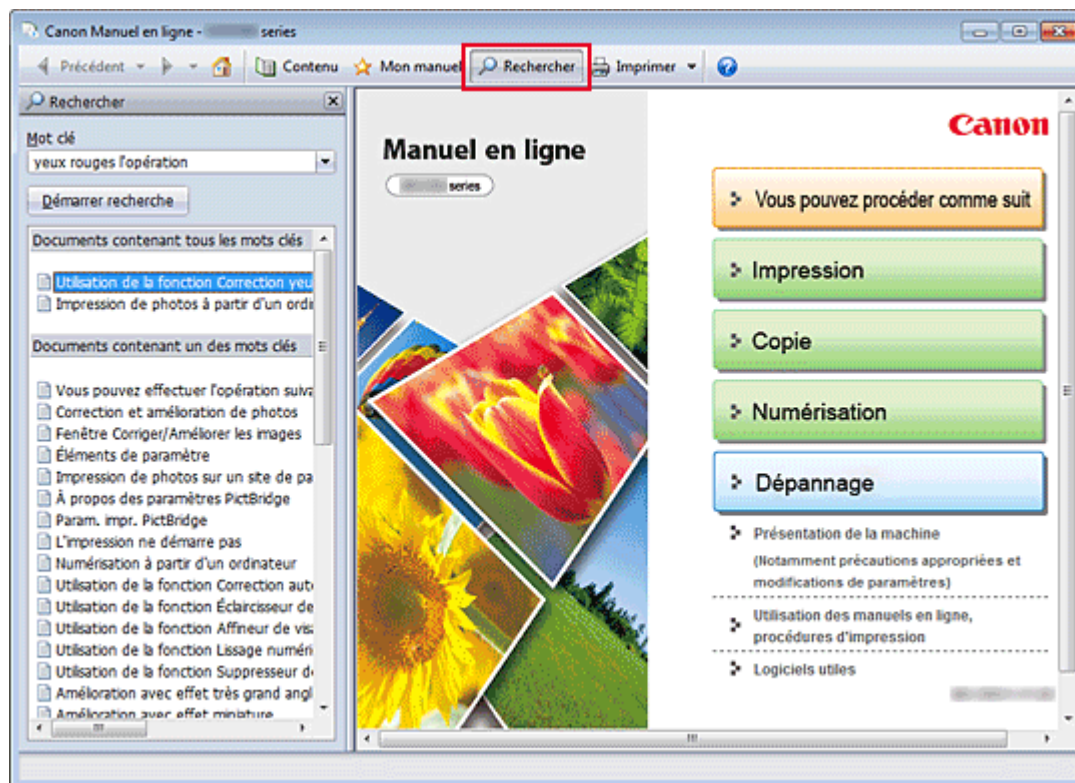 Canon Manuel en ligne - series
Précédent
Contenu
Mon manuel
Rechercher
Imprimer
Rechercher
Mot clé
yeux rouges l'opération
Démarrer recherche
Documents contenant tous les mots clés
Utilisation de la fonction Correction yeu
Impression de photos à partir d'un ordi
Documents contenant un des mots clés
Vous pouvez effectuer l'opération suiva
Correction et amélioration de photos
Fenêtre Corriger/Améliorer les images
Éléments de paramètre
Impression de photos sur un site de pa
À propos des paramètres PictBridge
Param. impr. PictBridge
L'impression ne démarre pas
Numérisation à partir d'un ordinateur
Utilisation de la fonction Correction auto
Utilisation de la fonction Éclaircisseur de
Utilisation de la fonction Affineur de visa
Utilisation de la fonction Lissage numéri
Utilisation de la fonction Suppresseur d
Amélioration avec effet très grand angl
Amélioration avec effet miniature
Manuel en ligne
series
Canon
Vous pouvez procéder comme suit
Impression
Copie
Numérisation
Dépannage
Présentation de la machine
(Notamment précautions appropriées et
modifications de paramètres)
Utilisation des manuels en ligne,
procédures d'impression
Logiciels utiles